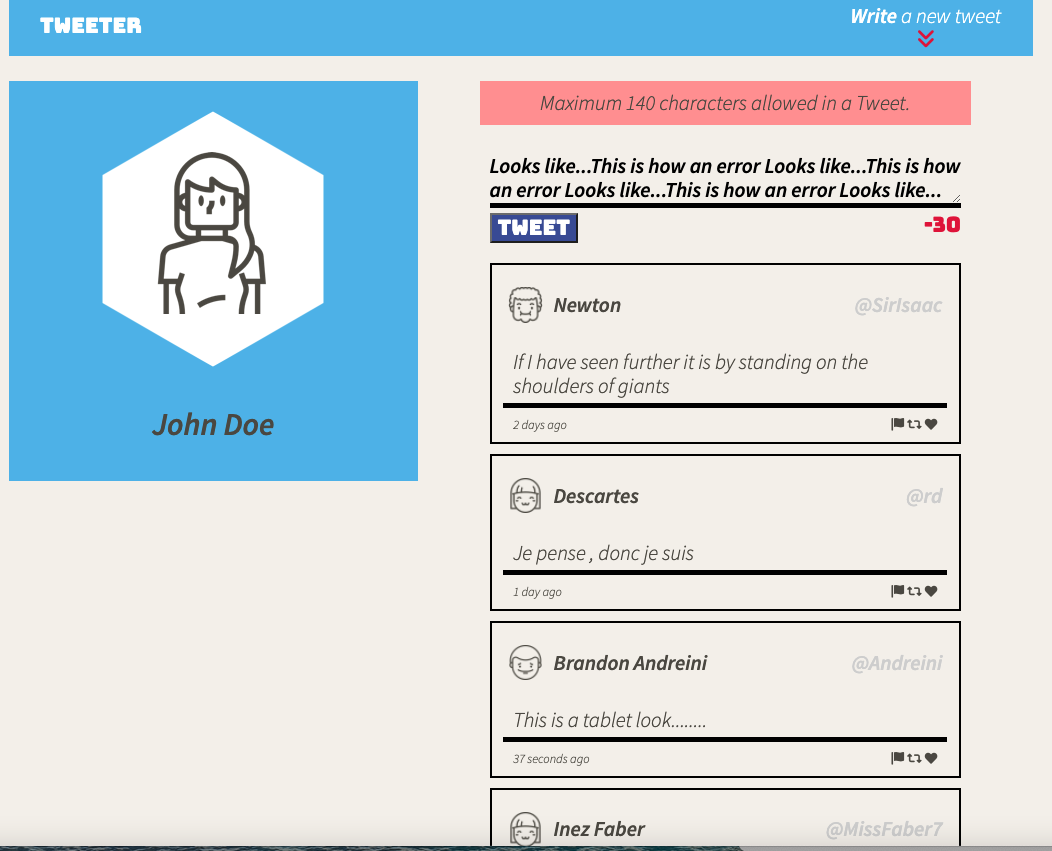 TWEETER
Write a new tweet
John Doe
Maximum 140 characters allowed in a Tweet.
Looks like...This is how an error Looks like...This is how
an error Looks like...This is how an error Looks like...
TWEET
-30
Newton
@SirIsaac
If I have seen further it is by standing on the
shoulders of giants
2 days ago
Descartes
@rd
Je pense , donc je suis
1 day ago
Brandon Andreini
@Andreini
This is a tablet look........
37 seconds ago
Inez Faber
@MissFaber7